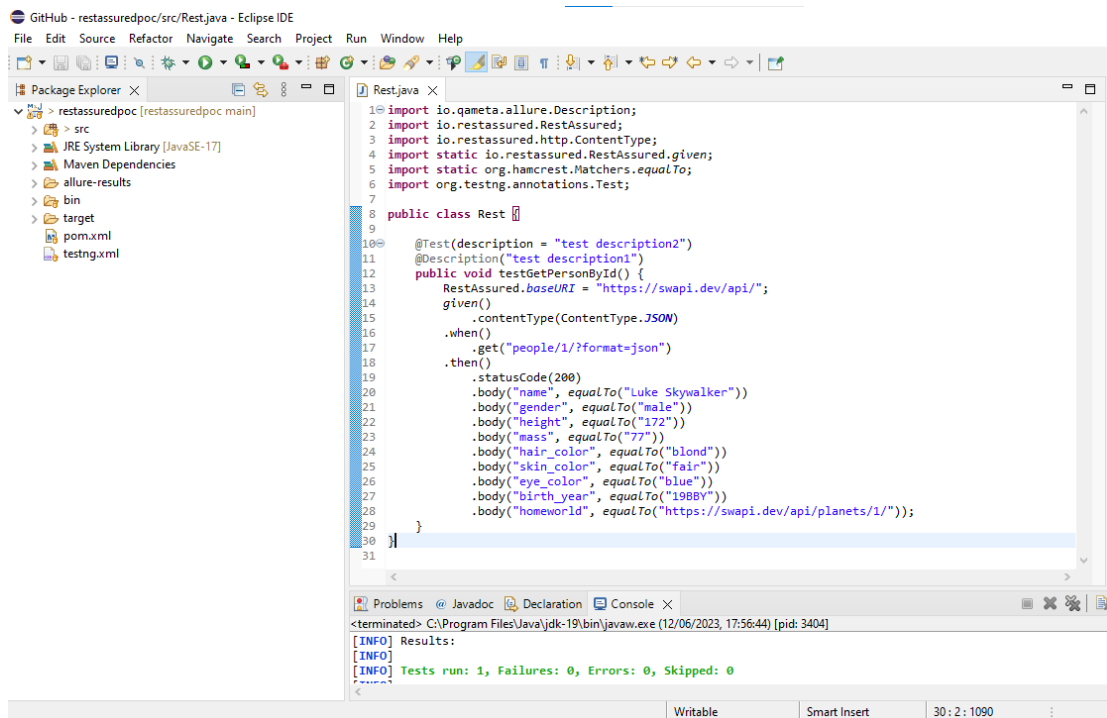 GitHub - restassuredpoc/src/Rest.java - Eclipse IDE
File Edit Source Refactor Navigate Search Project Run Window Help
Package Explorer
> restassuredpoc [restassuredpoc main]
> src
JRE System Library [JavaSE-17]
Maven Dependencies
allure-results
bin
target
pom.xml
testng.xml
Rest.java
1 import io.qameta.allure.Description;
2 import io.restassured.RestAssured;
3 import io.restassured.http.ContentType;
4 import static io.restassured.RestAssured.given;
5 import static org.hamcrest.Matchers.equalTo;
6 import org.testng.annotations.Test;
7
8 public class Rest {
9
10     @Test(description = "test description2")
11     @Description("test description1")
12     public void testGetPersonById() {
13         RestAssured.baseURI = "https://swapi.dev/api/";
14         given()
15             .contentType(ContentType.JSON)
16         .when()
17             .get("people/1/?format=json")
18         .then()
19             .statusCode(200)
20             .body("name", equalTo("Luke Skywalker"))
21             .body("gender", equalTo("male"))
22             .body("height", equalTo("172"))
23             .body("mass", equalTo("77"))
24             .body("hair_color", equalTo("blond"))
25             .body("skin_color", equalTo("fair"))
26             .body("eye_color", equalTo("blue"))
27             .body("birth_year", equalTo("19BBY"))
28             .body("homeworld", equalTo("https://swapi.dev/api/planets/1/"));
29     }
30 }
31
Problems @ Javadoc Declaration Console
<terminated> C:\Program Files\Java\jdk-19\bin\javaw.exe (12/06/2023, 17:56:44) [pid: 3404]
[INFO] Results:
[INFO]
[INFO] Tests run: 1, Failures: 0, Errors: 0, Skipped: 0
Writable Smart Insert 30 : 2 : 1090